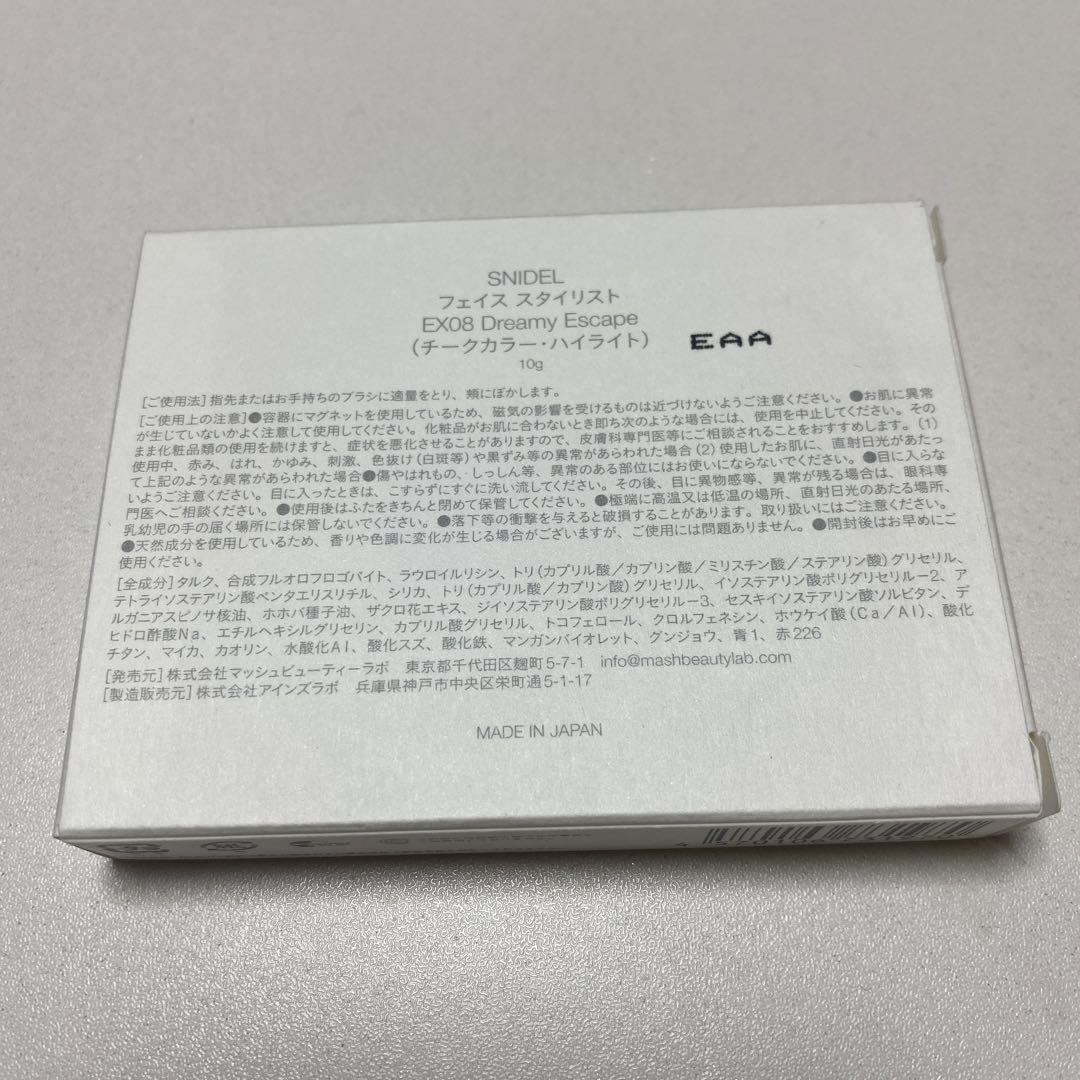 SNIDEL
フェイス スタイリスト
EX08 Dreamy Escape
(チークカラー・ハイライト)
EAA
10g
[ご使用法]指先またはお手持ちのブラシに適量をとり、頬にぼかします。
[ご使用上の注意]●容器にマグネットを使用しているため、磁気の影響を受けるものは近づけないようご注意ください。●お肌に異常
が生じていないかよく注意して使用してください。化粧品がお肌に合わないとき即ち次のような場合には、使用を中止してください。その
まま化粧品類の使用を続けますと、症状を悪化させることがありますので、皮膚科専門医等にご相談されることをおすすめします。(1)
使用中、赤み、はれ、かゆみ、刺激、色抜け(白斑等)や黒ずみ等の異常があらわれた場合(2)使用したお肌に、直射日光があたっ
て上記のような異常があらわれた場合●傷やはれもの、しっしん等、異常のある部位にはお使いにならないでください。●目に入らな
いようご注意ください。目に入ったときは、こすらずにすぐに洗い流してください。その後、目に異物感等、異常が残る場合は、眼科専
門医へご相談ください。●使用後はふたをきちんと閉めて保管してください。●極端に高温又は低温の場所、直射日光のあたる場所、
乳幼児の手の届く場所には保管しないでください。●落下等の衝撃を与えると破損することがあります。取り扱いにはご注意ください。
●天然成分を使用しているため、香りや色調に変化が生じる場合がございますが、ご使用には問題ありません。●開封後はお早めにご
使用ください。
[全成分]タルク、合成フルオロフロゴパイト、ラウロイルリシン、トリ(カプリル酸/カプリン酸/ミリスチン酸/ステアリン酸)グリセリル、
テトライソステアリン酸ペンタエリスリチル、シリカ、トリ(カプリル酸/カプリン酸)グリセリル、イソステアリン酸ポリグリセリル-2、ア
ルガニアスピノサ核油、ホホバ種子油、ザクロ花エキス、ジイソステアリン酸ポリグリセリル-3、セスキイソステアリン酸ソルビタン、デ
ヒドロ酢酸Na、エチルヘキシルグリセリン、カプリル酸グリセリル、トコフェロール、クロルフェネシン、ホウケイ酸(Ca/Al)、酸化
チタン、マイカ、カオリン、水酸化Al、酸化スズ、酸化鉄、マンガンバイオレット、グンジョウ、青1、赤226
[発売元]株式会社マッシュビューティーラボ 東京都千代田区麹町5-7-1 info@mashbeautylab.com
[製造販売元]株式会社アインズラボ 兵庫県神戸市中央区栄町通5-1-17
MADE IN JAPAN